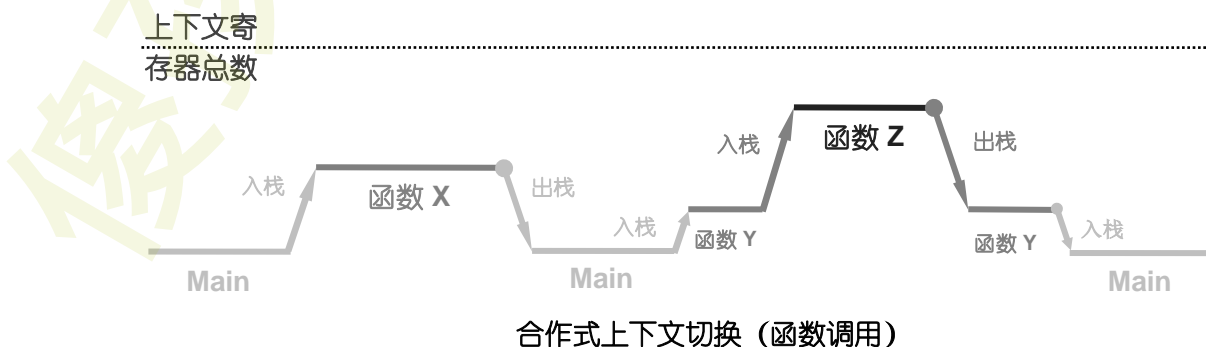 上下文寄
存器总数
入栈
函数 Z
出栈
入栈
函数 X
出栈
入栈
函数 Y
函数 Y
入栈
Main
Main
Main
合作式上下文切换（函数调用）